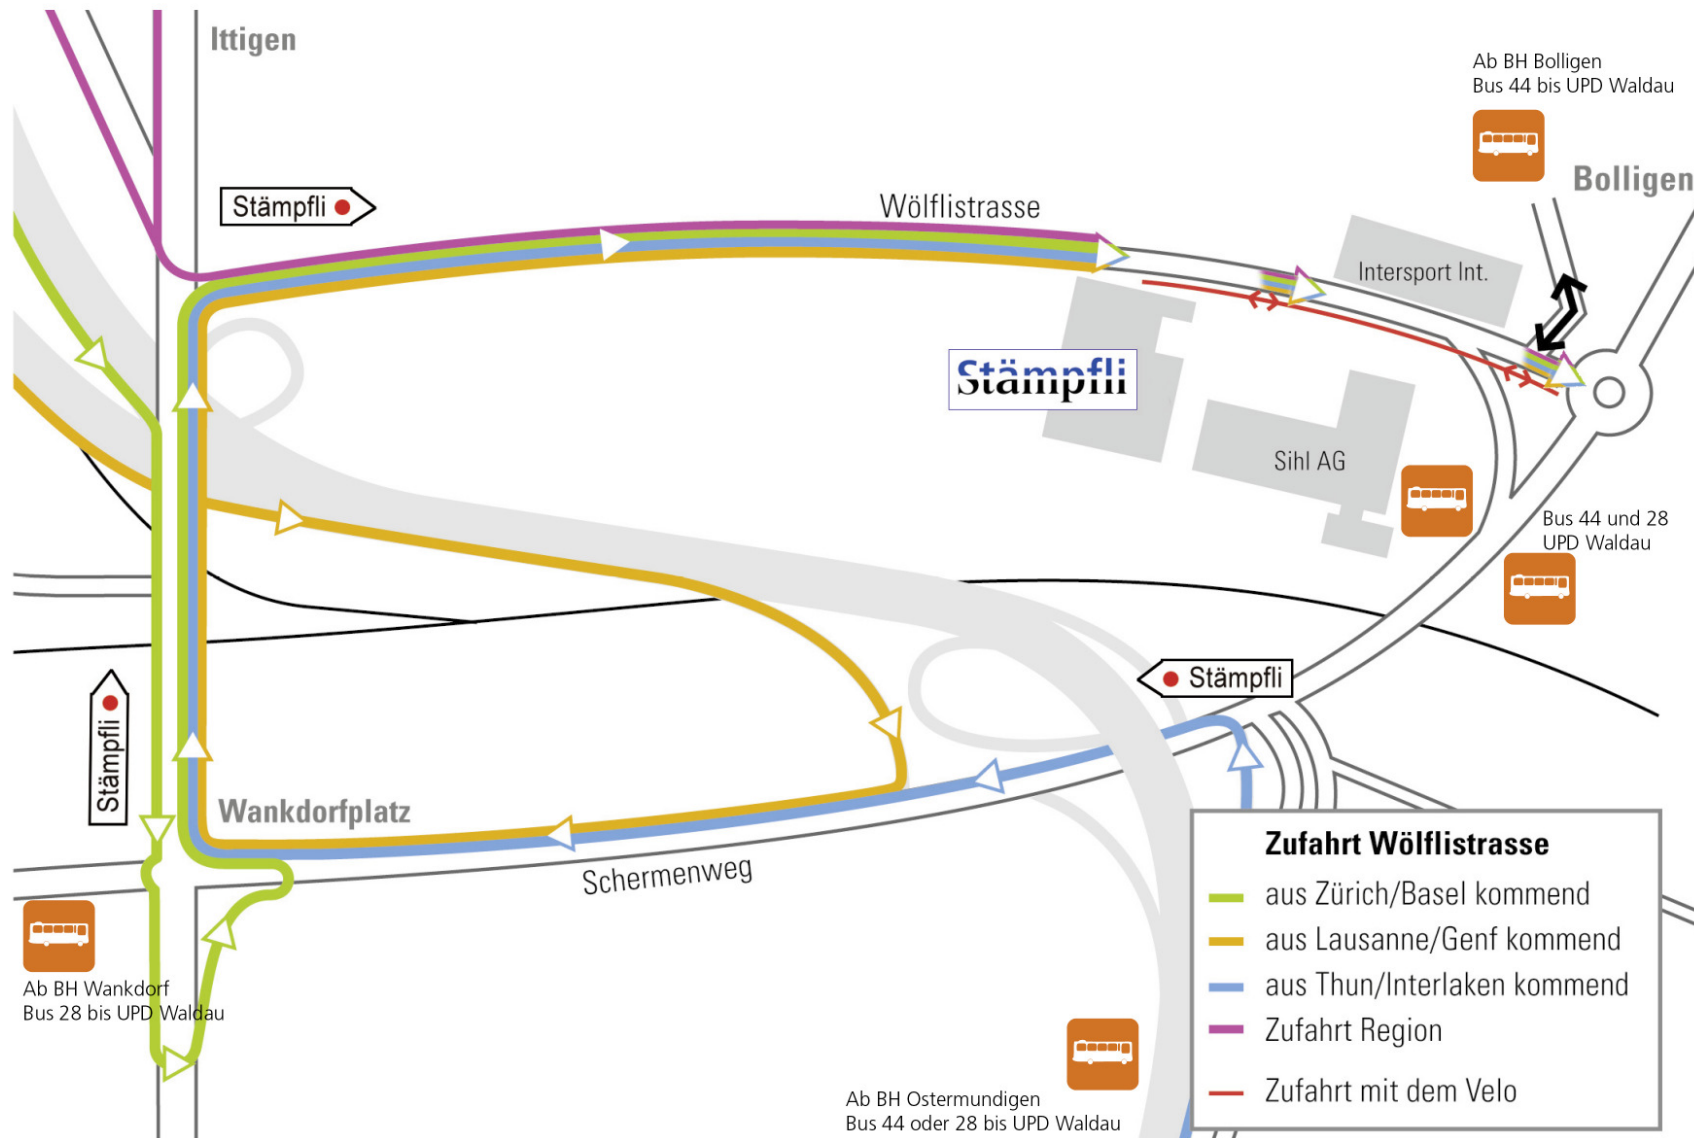 Ittigen
Ab BH Bolligen
Bus 44 bis UPD Waldau
Bolligen
Stämpfli
Wölflistrasse
Intersport Int.
Stämpfli
Sihl AG
Bus 44 und 28
UPD Waldau
Stämpfli
Stämpfli
Wankdorfplatz
Schermenweg
Ab BH Wankdorf
Bus 28 bis UPD Waldau
Zufahrt Wölflistrasse
aus Zürich/Basel kommend
aus Lausanne/Genf kommend
aus Thun/Interlaken kommend
Zufahrt Region
Zufahrt mit dem Velo
Ab BH Ostermundigen
Bus 44 oder 28 bis UPD Waldau